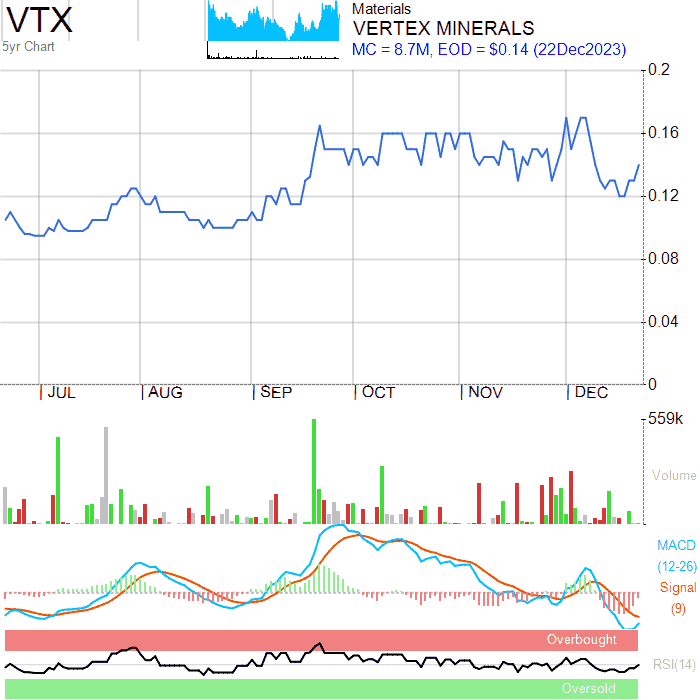 VTX
5yr Chart
Materials
VERTEX MINERALS
MC = 8.7M, EOD = $0.14 (22Dec2023)
0.2
0.16
0.12
0.08
0.04
0
JUL AUG SEP OCT NOV DEC
559k
Volume
MACD
(12-26)
Signal
(9)
Overbought
RSI(14)
Oversold